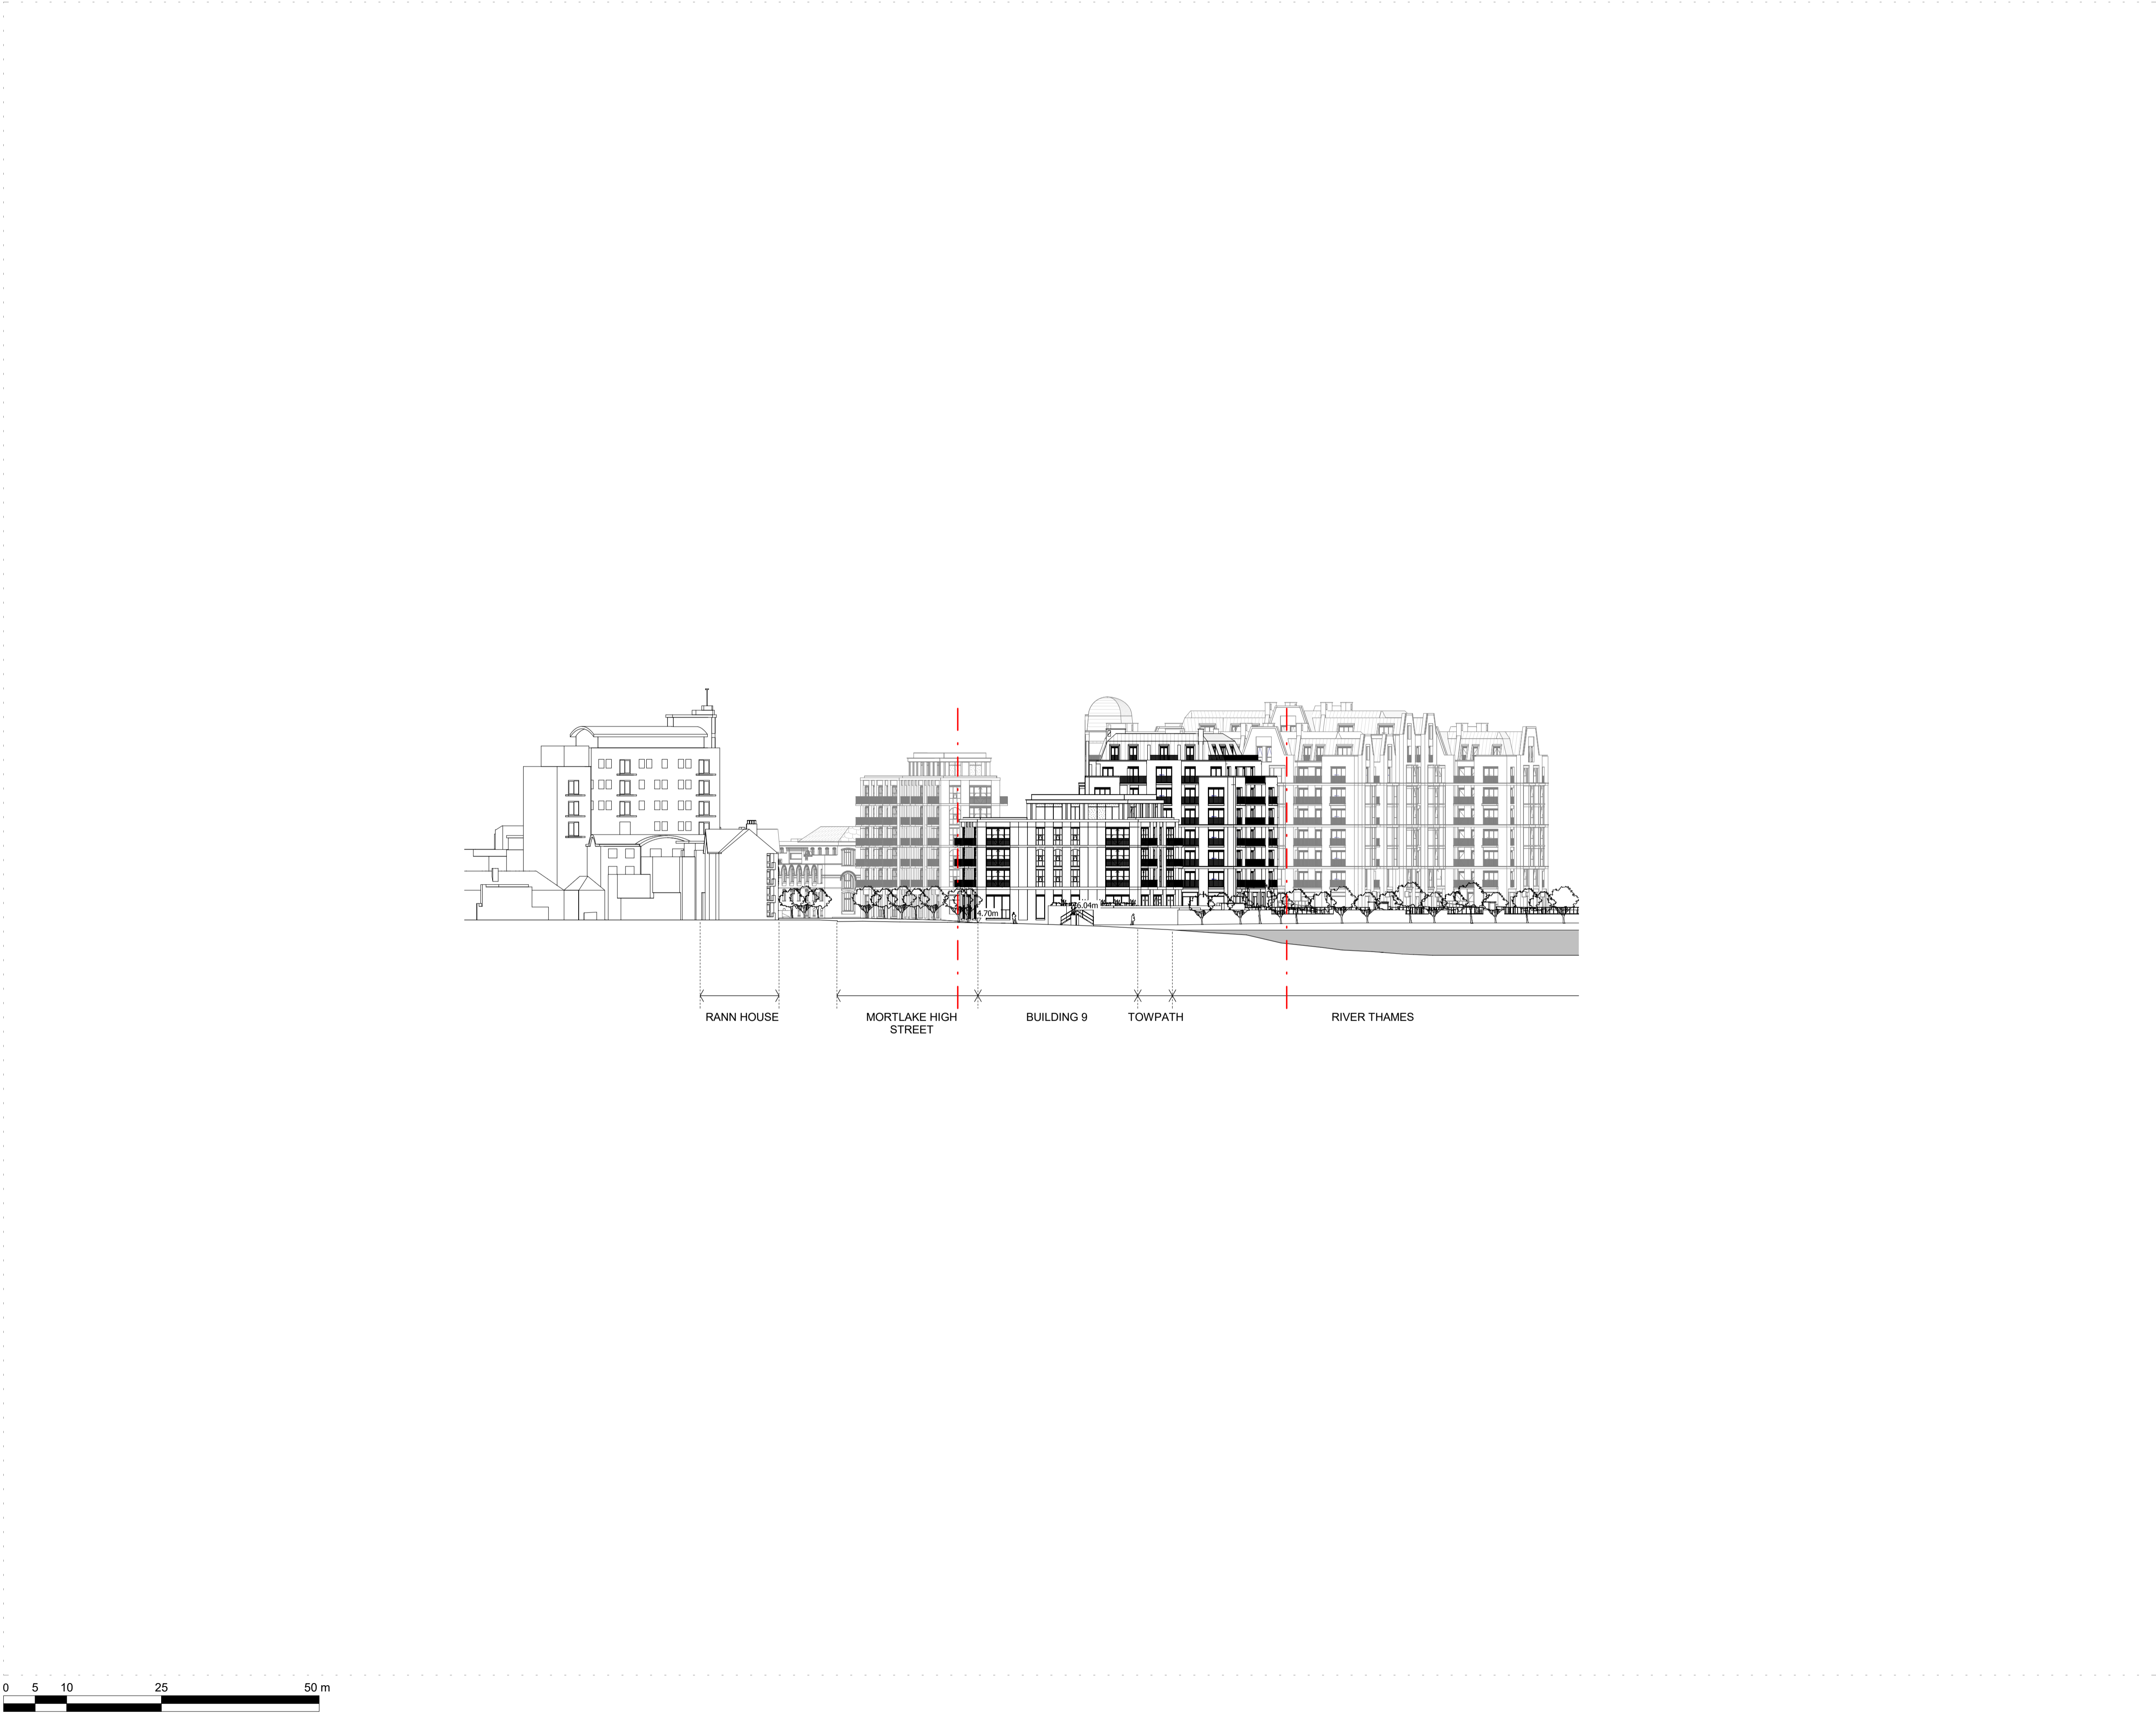 6.04m
4.70m
RANN HOUSE
MORTLAKE HIGH
STREET
BUILDING 9
TOWPATH
RIVER THAMES
0 5 10 25 50 m